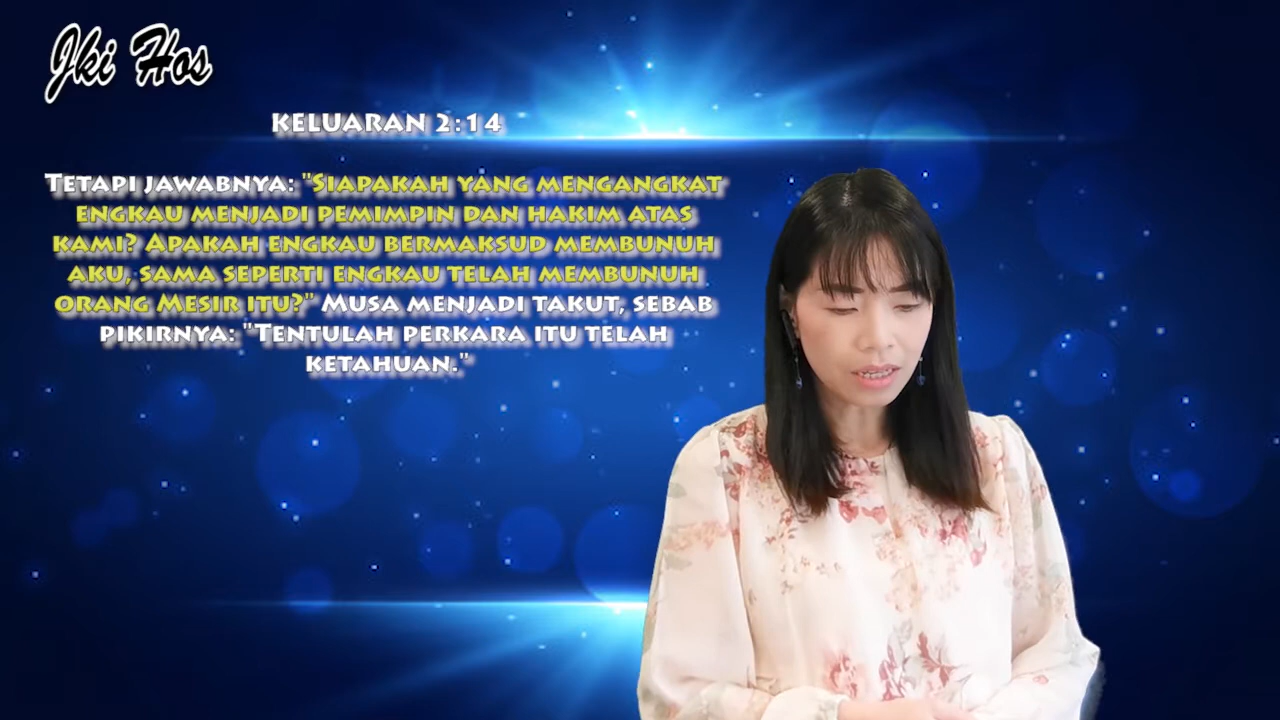 Jki Hos
KELUARAN 2:14
TETAPI JAWABNYA: "SIAPAKAH YANG MENGANGKAT
ENGKAU MENJADI PEMIMPIN DAN HAKIM ATAS
KAMI? APAKAH ENGKAU BERMAKSUD MEMBUNUH
AKU, SAMA SEPERTI ENGKAU TELAH MEMBUNUH
ORANG MESIR ITU?" MUSA MENJADI TAKUT, SEBAB
PIKIRNYA: "TENTULAH PERKARA ITU TELAH
KETAHUAN."